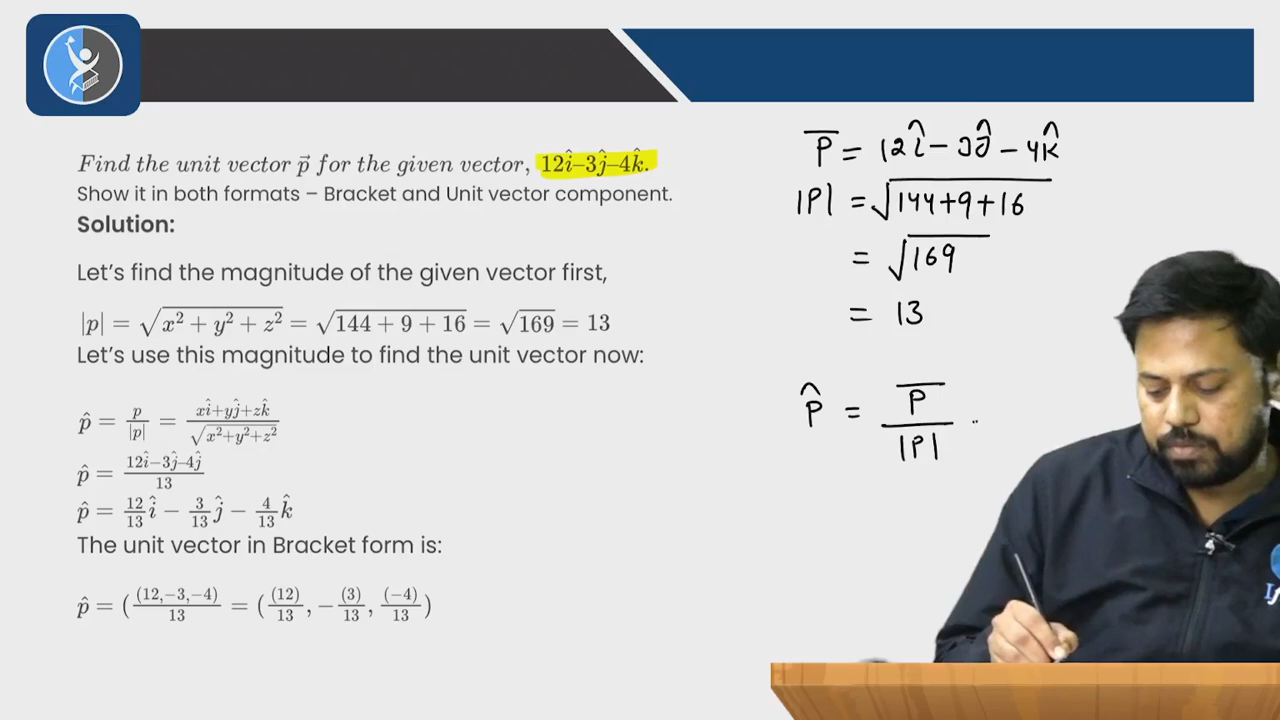 Find the unit vector p⃗ for the given vector, 12î–3ĵ–4k̂.
Show it in both formats – Bracket and Unit vector component.
Solution:
Let's find the magnitude of the given vector first,
|p| = √(x² + y² + z²) = √(144 + 9 + 16) = √169 = 13
Let's use this magnitude to find the unit vector now:
p̂ = p/|p| = (xî+yĵ+zk̂)/√(x²+y²+z²)
p̂ = (12î–3ĵ–4ĵ)/13
p̂ = 12/13 î − 3/13 ĵ − 4/13 k̂
The unit vector in Bracket form is:
p̂ = ( (12,−3,−4)/13 = ( (12)/13 , − (3)/13 , (−4)/13 )
P̅ = 12î − 3ĵ − 4k̂
|P| = √(144+9+16)
= √169
= 13
P̂ = P̅/|P|